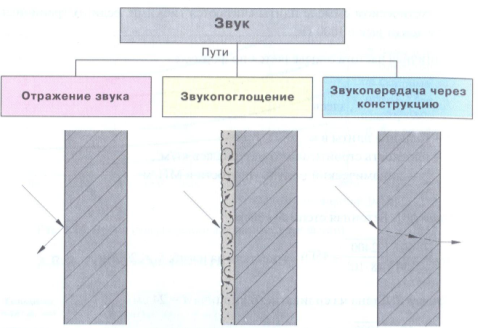 Звук
Пути
Отражение звука
Звукопоглощение
Звукопередача через
конструкцию